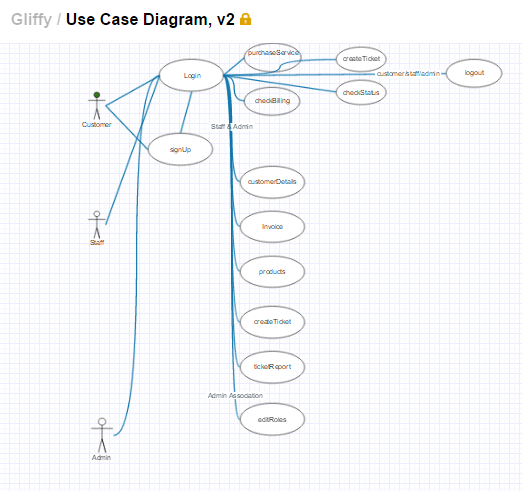 Gliffy / Use Case Diagram, v2
purchaseService
createTicket
Login
customer/staff/admin
logout
checkStatus
checkBilling
Customer
Staff & Admin
signUp
customerDetails
Invoice
Staff
products
createTicket
ticketReport
Admin Association
editRoles
Admin